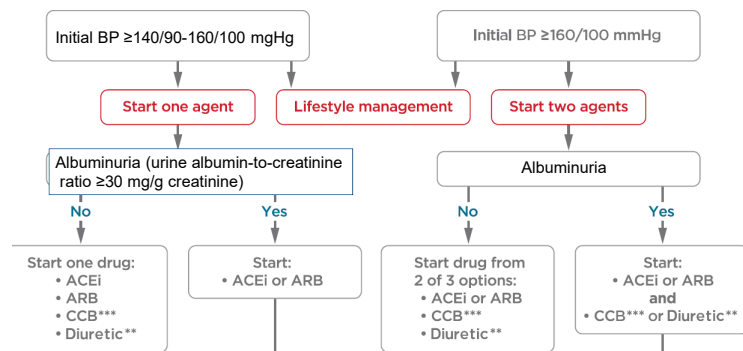 Initial BP ≥140/90-160/100 mgHg
Initial BP ≥160/100 mmHg
Start one agent
Lifestyle management
Start two agents
Albuminuria (urine albumin-to-creatinine
ratio ≥30 mg/g creatinine)
Albuminuria
No
Yes
No
Yes
Start one drug:
• ACEi
• ARB
• CCB***
• Diuretic**
Start:
• ACEi or ARB
Start drug from
2 of 3 options:
• ACEi or ARB
• CCB***
• Diuretic**
Start:
• ACEi or ARB
and
• CCB*** or Diuretic**